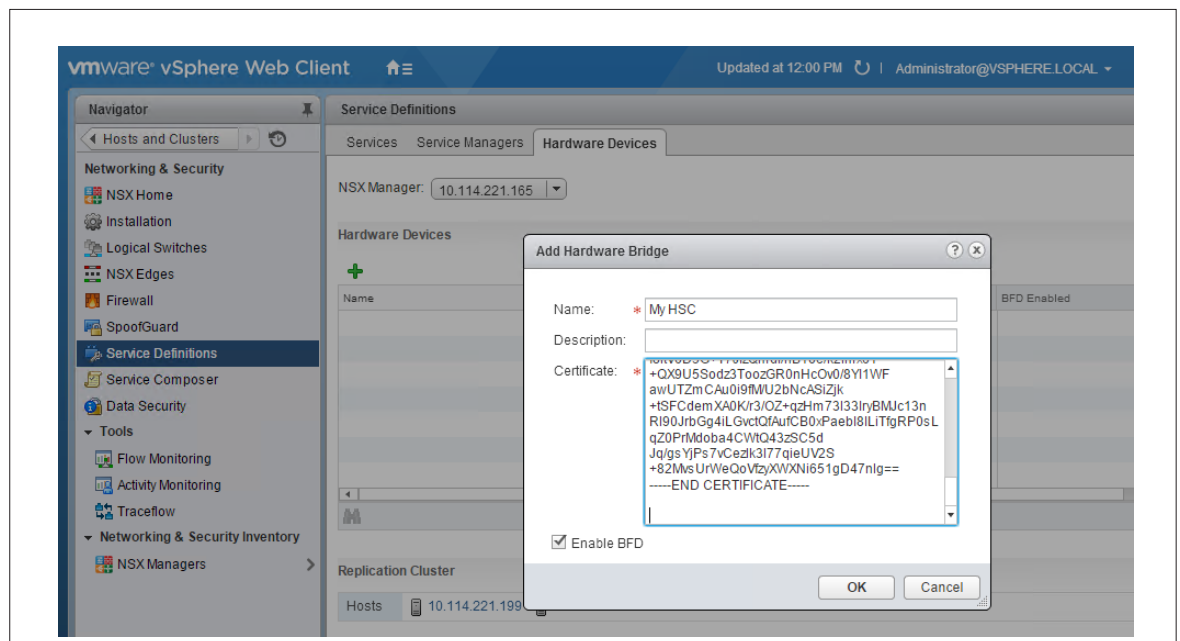 vmware® vSphere Web Client
Updated at 12:00 PM | Administrator@VSPHERE.LOCAL
Navigator
Hosts and Clusters
Networking & Security
NSX Home
Installation
Logical Switches
NSX Edges
Firewall
SpoofGuard
Service Definitions
Service Composer
Data Security
Tools
Flow Monitoring
Activity Monitoring
Traceflow
Networking & Security Inventory
NSX Managers
Service Definitions
Services Service Managers Hardware Devices
NSX Manager: 10.114.221.165
Hardware Devices
Name
BFD Enabled
Replication Cluster
Hosts 10.114.221.199
Add Hardware Bridge
Name: * My HSC
Description:
Certificate: *
+QX9U5Sodz3ToozGR0nHcOv0/8YI1WF
awUTZmCAu0i9fM/U2bNcASiZjk
+tSFCdemXA0K/r3/OZ+qzHm73I33IryBMJc13n
RI90JrbGg4iLGvctQfAufCB0xPaebI8ILiTfgRP0sL
qZ0PrMdoba4CWtQ43zSC5d
Jq/gsYjPs7vCezlk3I77qieUV2S
+82MvsUrWeQoVfzyXWXNi651gD47nIg==
-----END CERTIFICATE-----
Enable BFD
OK Cancel